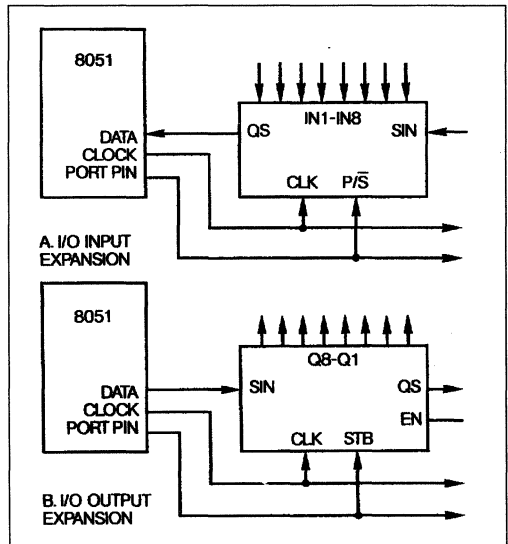 8051
DATA
CLOCK
PORT PIN
IN1-IN8
QS
SIN
CLK
P/S̅
A. I/O INPUT
EXPANSION
8051
DATA
CLOCK
PORT PIN
Q8-Q1
SIN
QS
EN
CLK
STB
B. I/O OUTPUT
EXPANSION